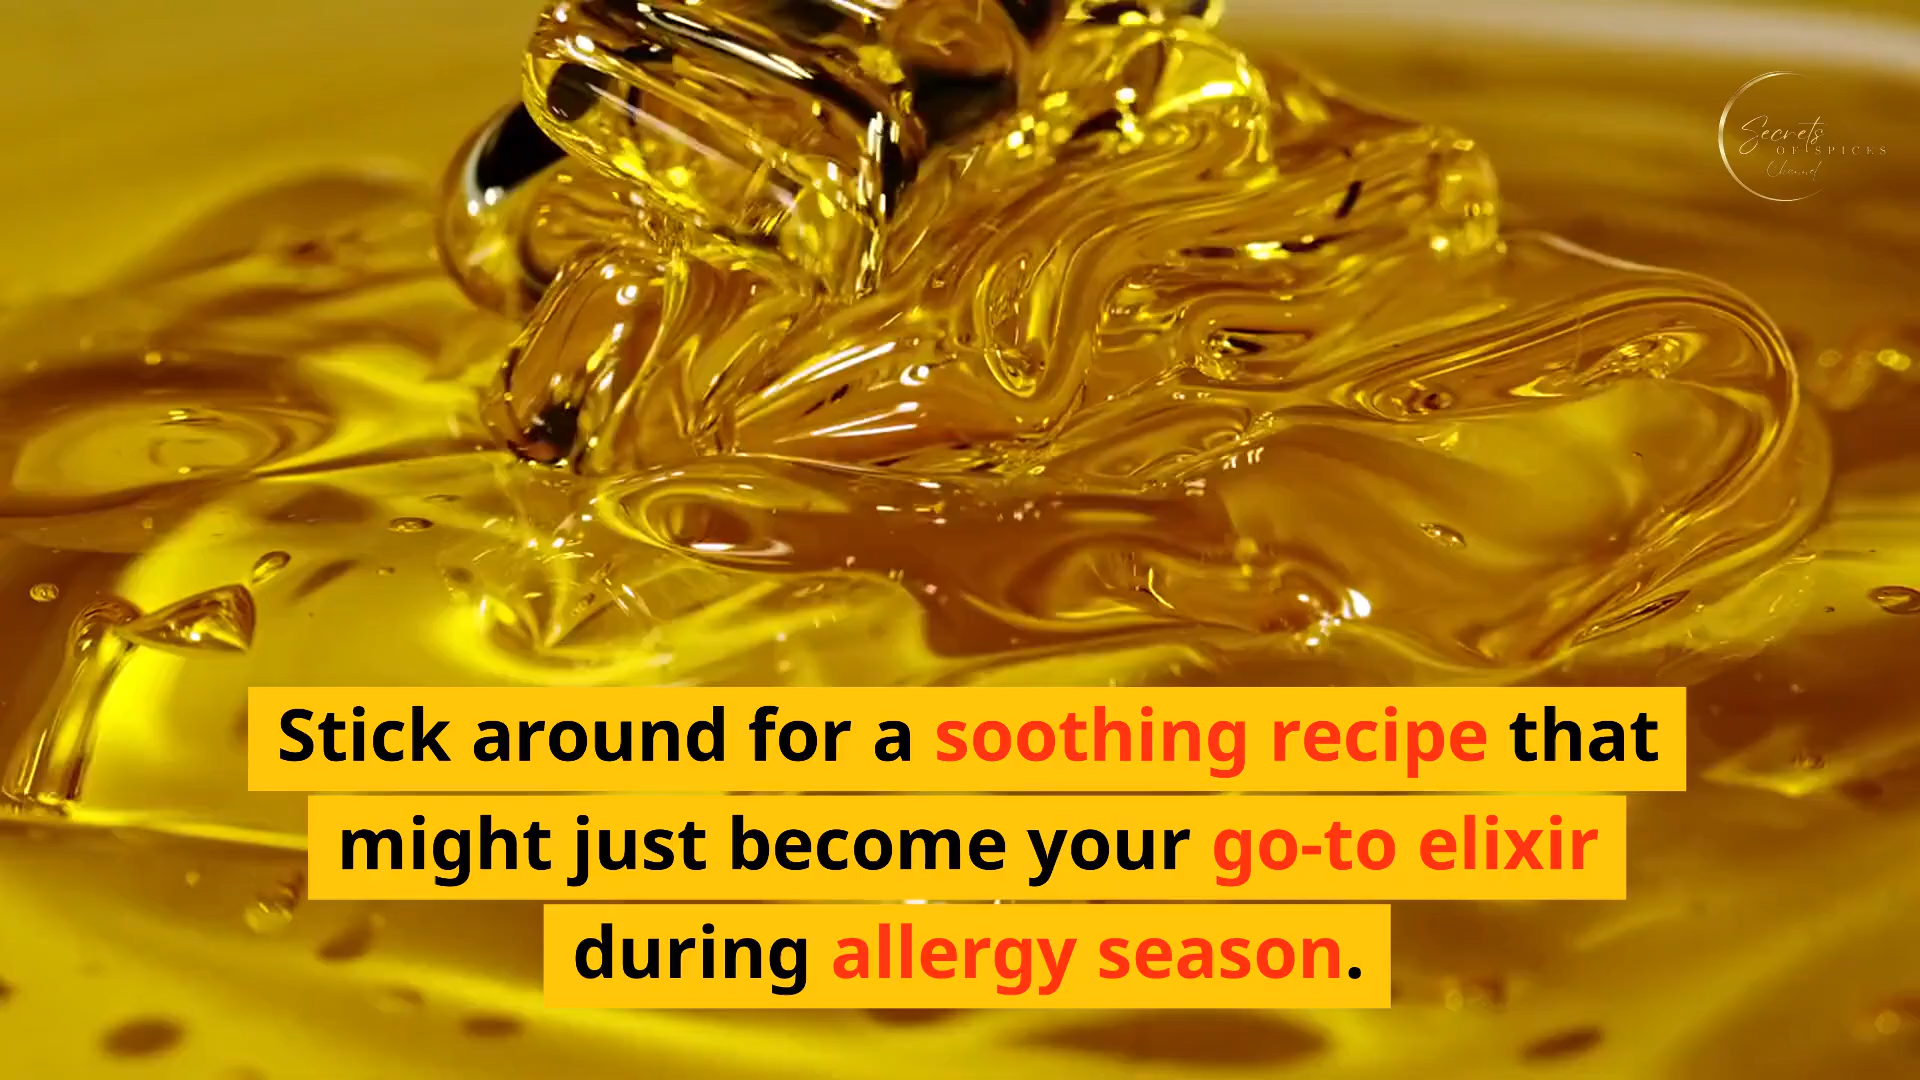 Secrets
OF SPICES
Channel
Stick around for a soothing recipe that
might just become your go-to elixir
during allergy season.